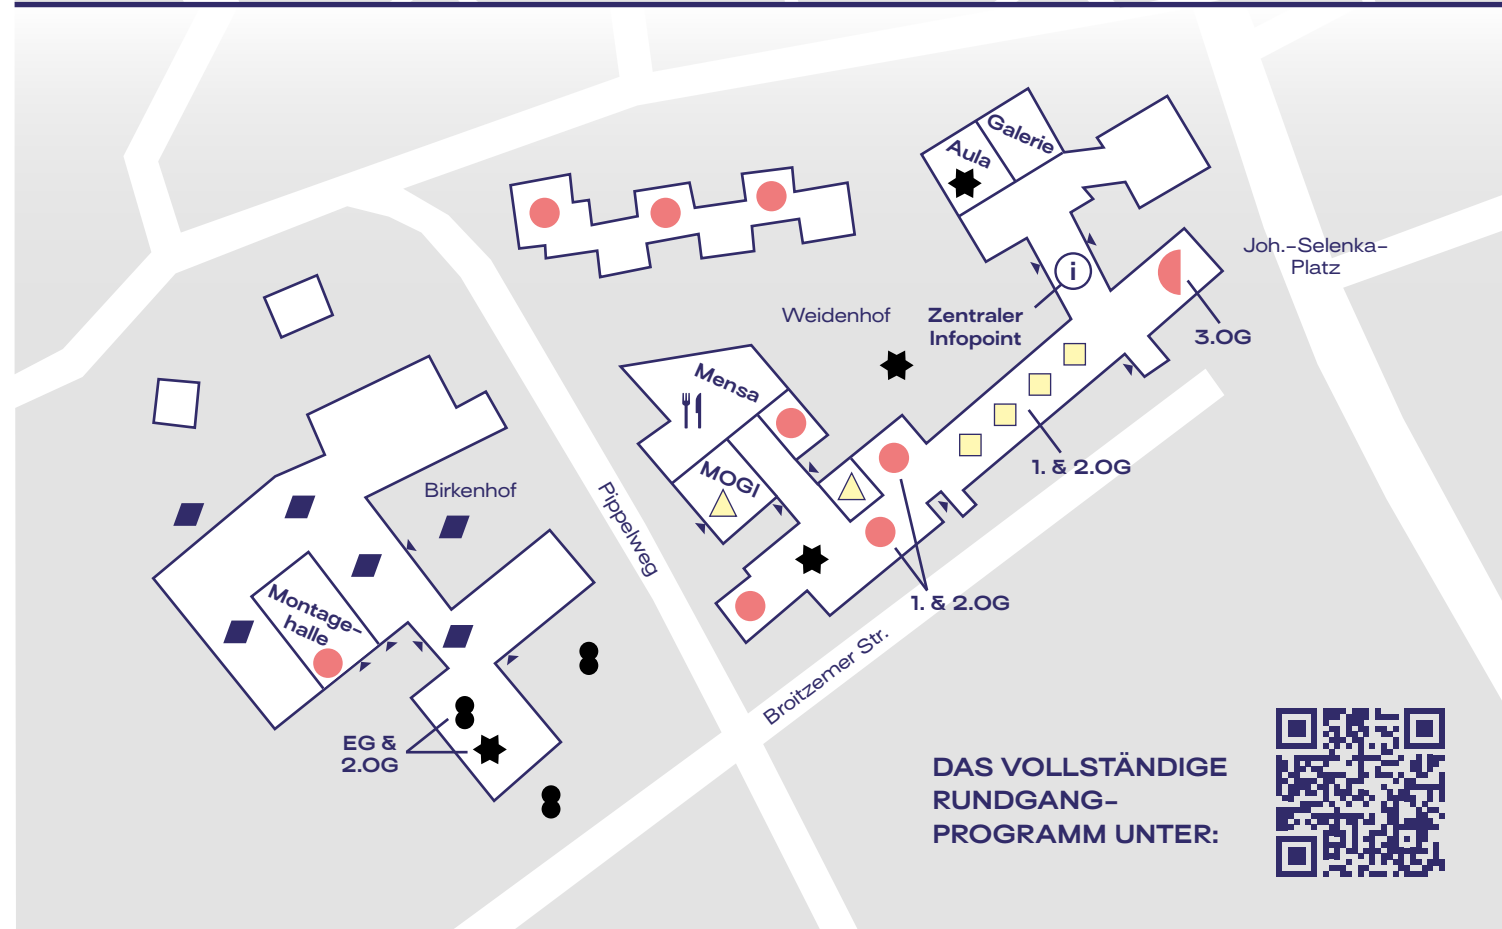 Galerie
Aula
Joh.-Selenka-
Platz
i
Weidenhof
Zentraler
Infopoint
3.OG
Mensa
1. & 2.OG
MOGI
Birkenhof
Pippelweg
Montage-
halle
1. & 2.OG
Broitzemer Str.
EG &
2.OG
DAS VOLLSTÄNDIGE
RUNDGANG-
PROGRAMM UNTER: